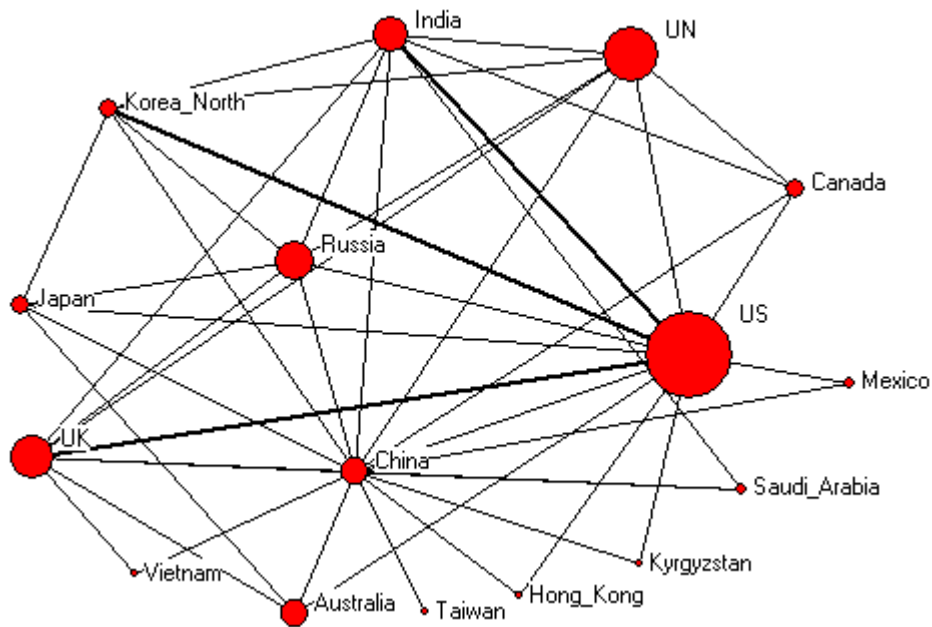 India
UN
Korea_North
Canada
Russia
Japan
US
Mexico
UK
China
Saudi_Arabia
Kyrgyzstan
Vietnam
Hong_Kong
Australia
Taiwan